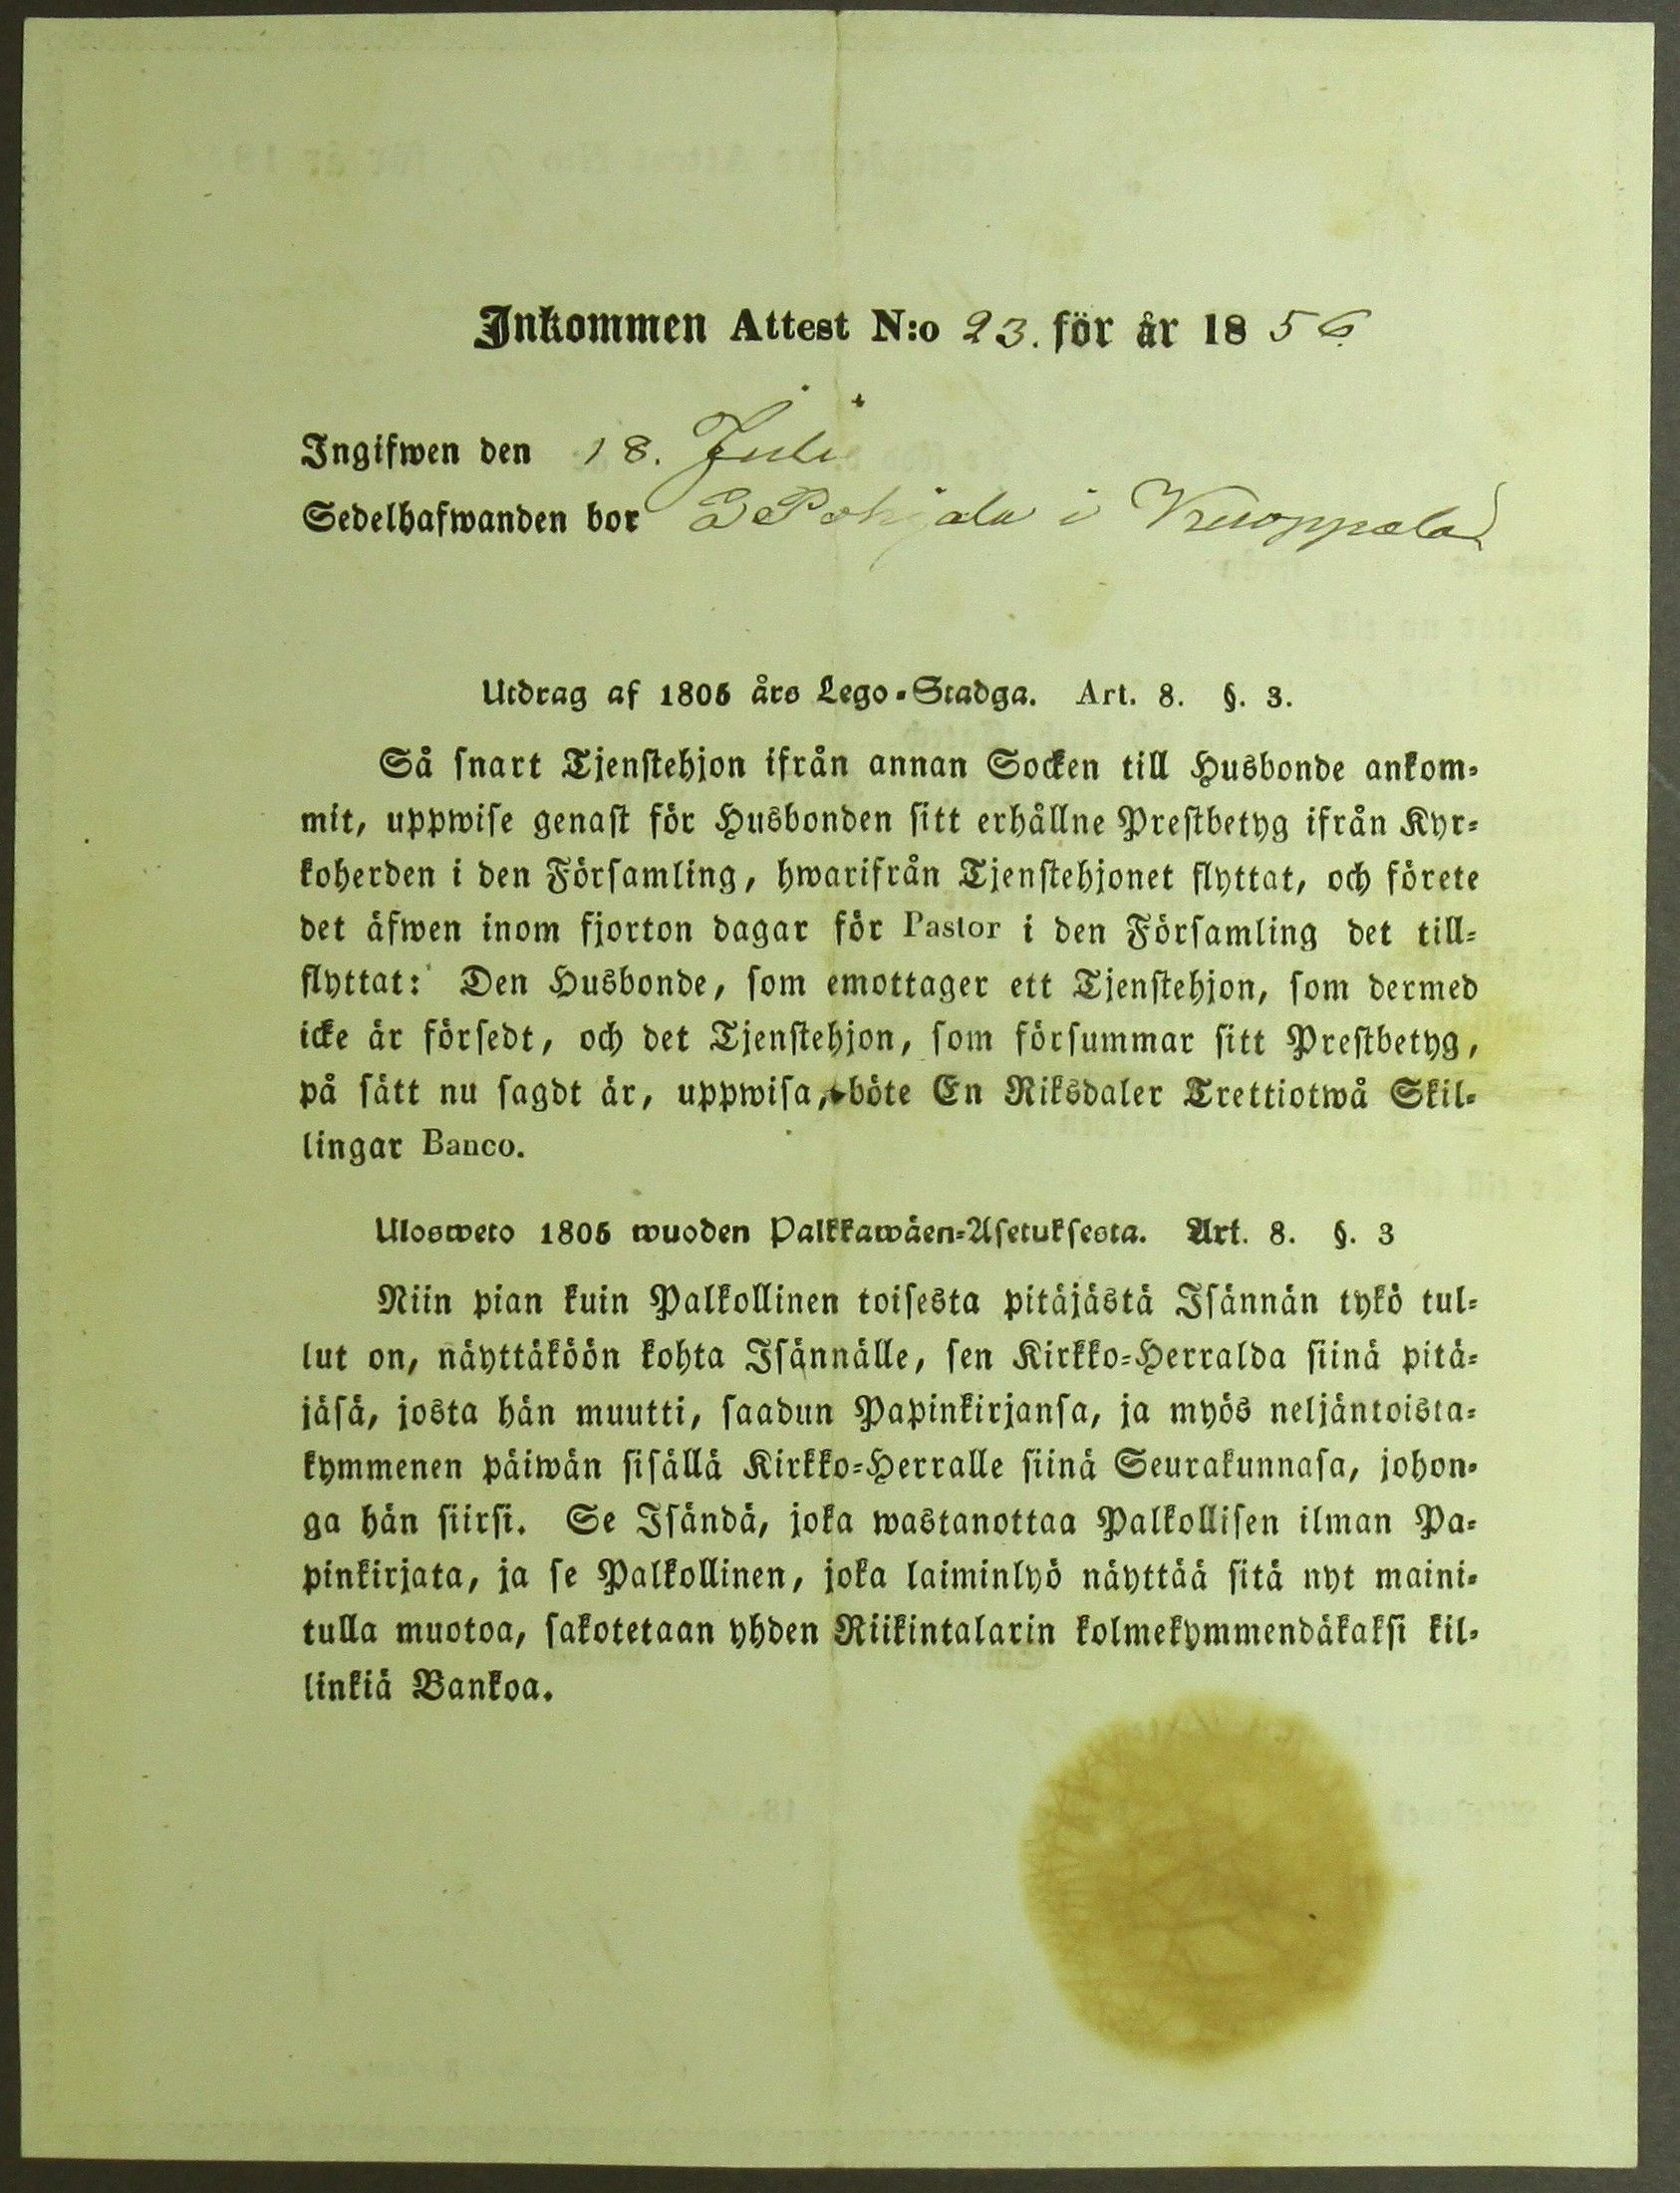 Inkommen Attest N:o 23. för år 1856
Ingifwen den 18. Juli
Sedelhafwanden bor Pohjala i Kuoppala
Utdrag af 1805 års Lego-Stadga. Art. 8. §. 3.
Så snart Tjenstehjon ifrån annan Socken till Husbonde ankom-
mit, uppwise genast för Husbonden sitt erhållne Prestbetyg ifrån Kyr-
koherden i den Församling, hwarifrån Tjenstehjonet flyttat, och förete
det äfwen inom fjorton dagar för Pastor i den Församling det till-
flyttat: Den Husbonde, som emottager ett Tjenstehjon, som dermed
icke är försedt, och det Tjenstehjon, som försummar sitt Prestbetyg,
på sätt nu sagdt är, uppwisa, böte En Riksdaler Trettiotwå Skil-
lingar Banco.
Ulosweto 1805 wuoden Palkkawäen-Asetuksesta. Art. 8. §. 3
Niin pian kuin Palkollinen toisesta pitäjästä Isännän tykö tul-
lut on, näyttäköön kohta Isännälle, sen Kirkko-Herralda siinä pitä-
jäsä, josta hän muutti, saadun Papinkirjansa, ja myös neljäntoista-
kymmenen päiwän sisällä Kirkko-Herralle siinä Seurakunnasa, johon-
ga hän siirsi. Se Isändä, joka wastanottaa Palkollisen ilman Pa-
pinkirjata, ja se Palkollinen, joka laiminlyö näyttää sitä nyt maini-
tulla muotoa, sakotetaan yhden Riikintalarin kolmekymmendäkaksi kil-
linkiä Bankoa.